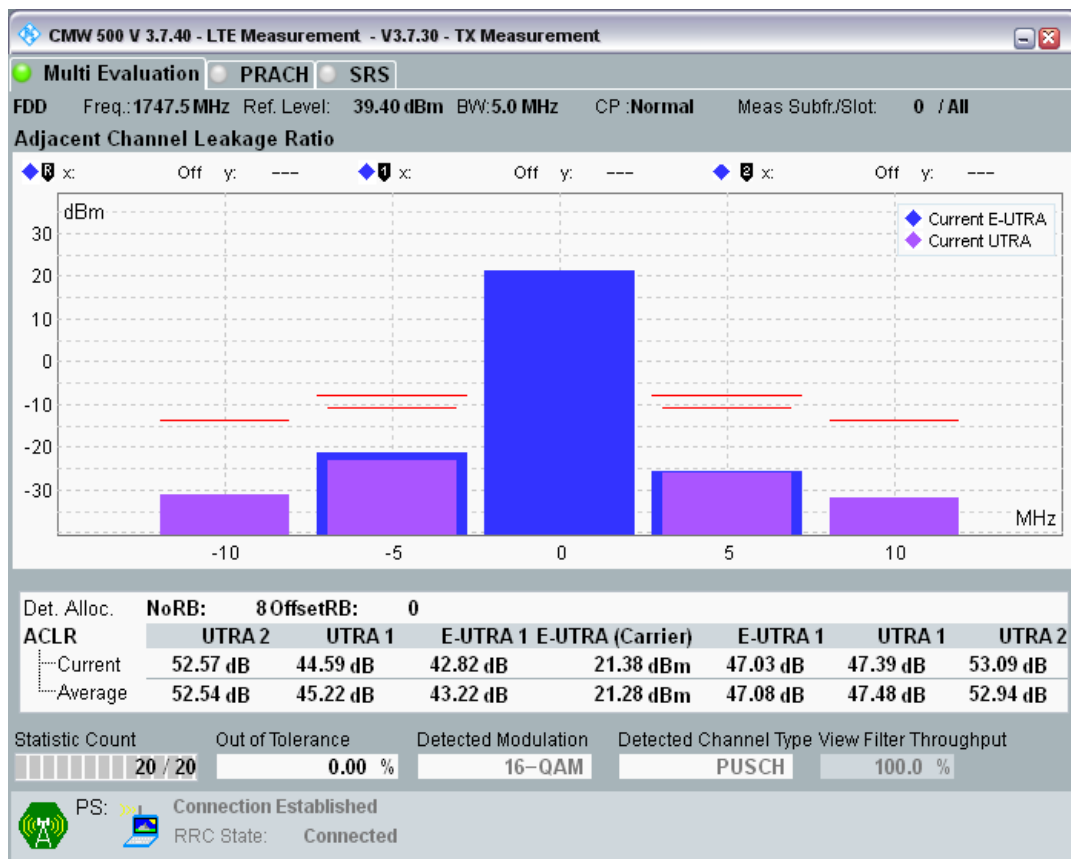 CMW 500 V 3.7.40 - LTE Measurement - V3.7.30 - TX Measurement
Multi Evaluation PRACH SRS
FDD Freq.:1747.5 MHz Ref. Level: 39.40 dBm BW:5.0 MHz CP :Normal Meas Subfr./Slot: 0 / All
Adjacent Channel Leakage Ratio
R x: Off y: --- 1 x: Off y: --- 2 x: Off y: ---
dBm
Current E-UTRA
Current UTRA
30
20
10
0
-10
-20
-30
MHz
-10 -5 0 5 10
Det. Alloc. NoRB: 8 OffsetRB: 0
ACLR UTRA 2 UTRA 1 E-UTRA 1 E-UTRA (Carrier) E-UTRA 1 UTRA 1 UTRA 2
Current 52.57 dB 44.59 dB 42.82 dB 21.38 dBm 47.03 dB 47.39 dB 53.09 dB
Average 52.54 dB 45.22 dB 43.22 dB 21.28 dBm 47.08 dB 47.48 dB 52.94 dB
Statistic Count Out of Tolerance Detected Modulation Detected Channel Type View Filter Throughput
20 / 20 0.00 % 16-QAM PUSCH 100.0 %
PS: Connection Established
RRC State: Connected